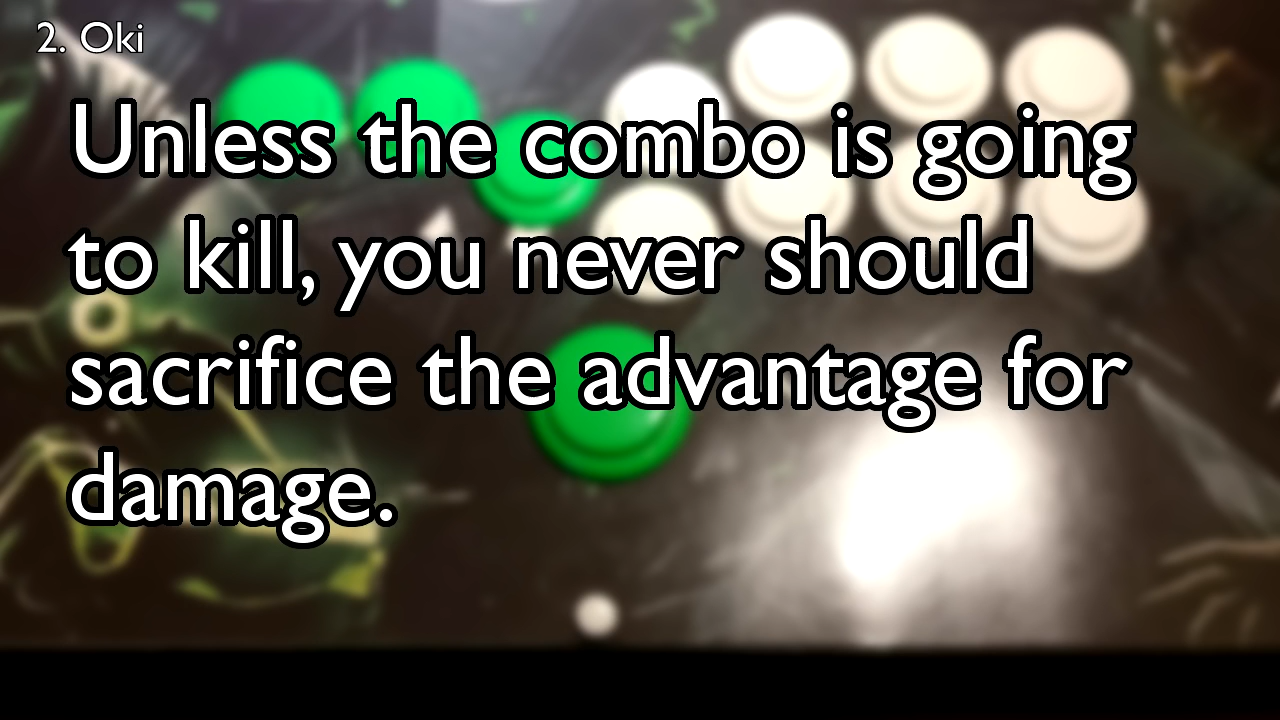 2. Oki
Unless the combo is going
to kill, you never should
sacrifice the advantage for
damage.